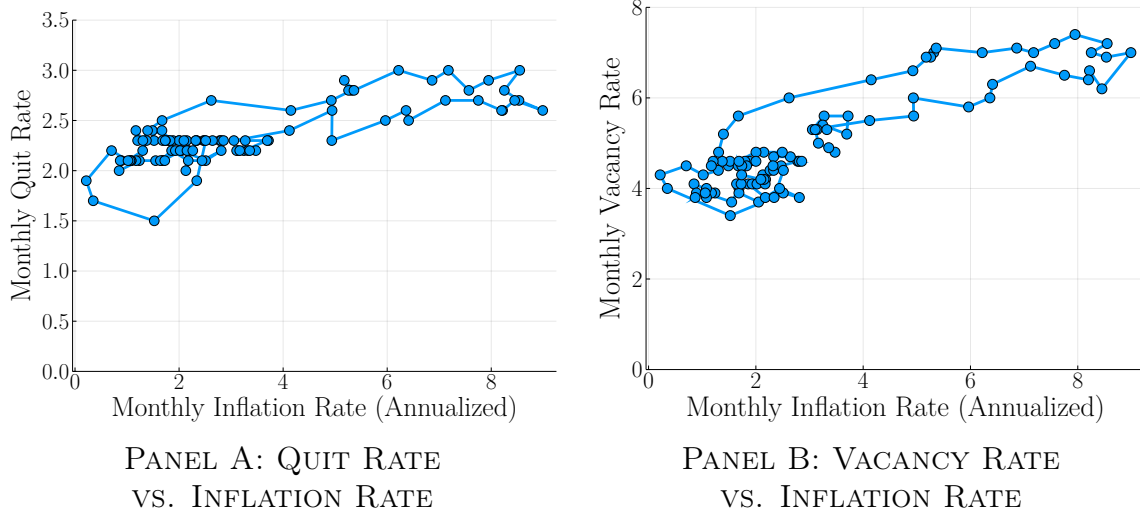 3.5
3.0
2.5
2.0
1.5
1.0
0.5
0.0
Monthly Quit Rate
0 2 4 6 8
Monthly Inflation Rate (Annualized)
PANEL A: QUIT RATE
VS. INFLATION RATE
8
6
4
2
0
Monthly Vacancy Rate
0 2 4 6 8
Monthly Inflation Rate (Annualized)
PANEL B: VACANCY RATE
VS. INFLATION RATE